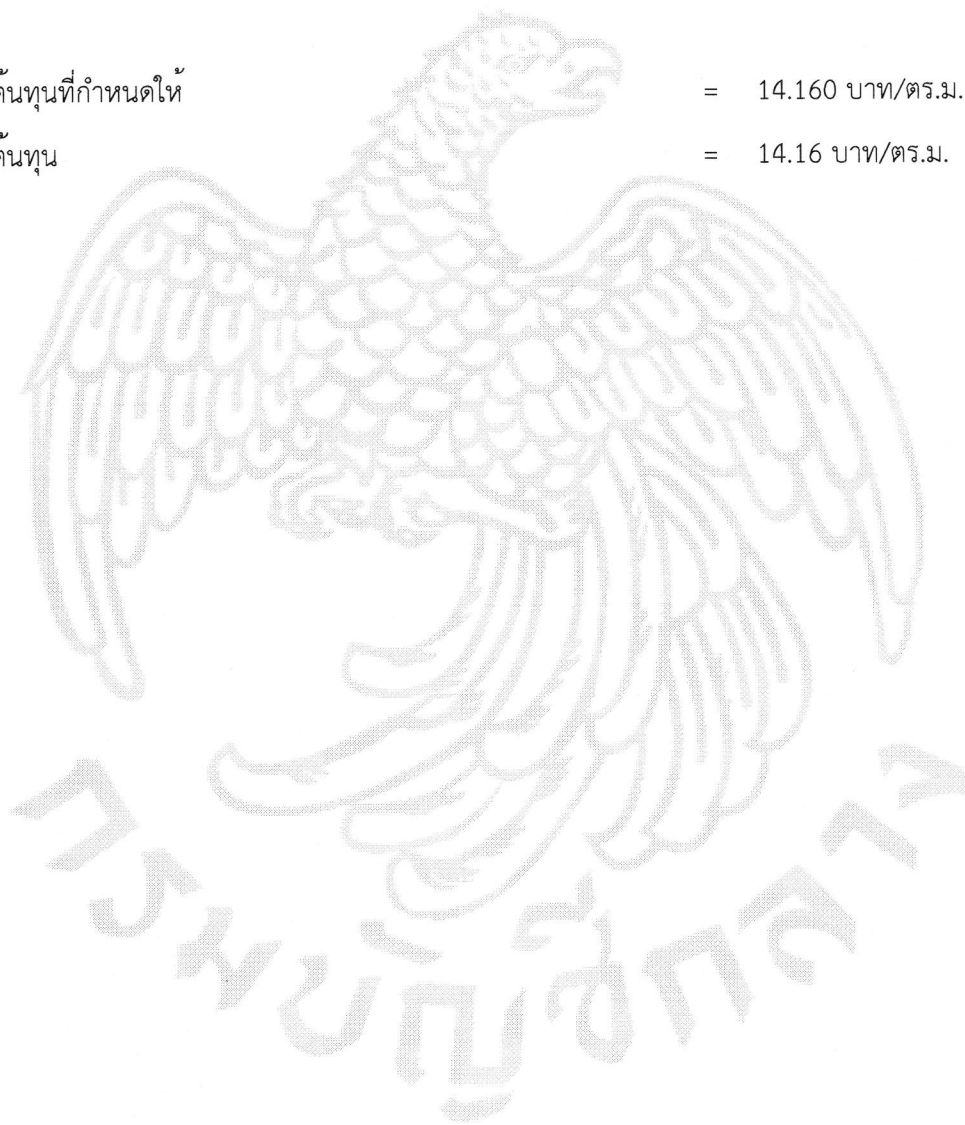 ต้นทุนที่กำหนดให้ = 14.160 บาท/ตร.ม.
ต้นทุน = 14.16 บาท/ตร.ม.
กรมบัญชีกลาง